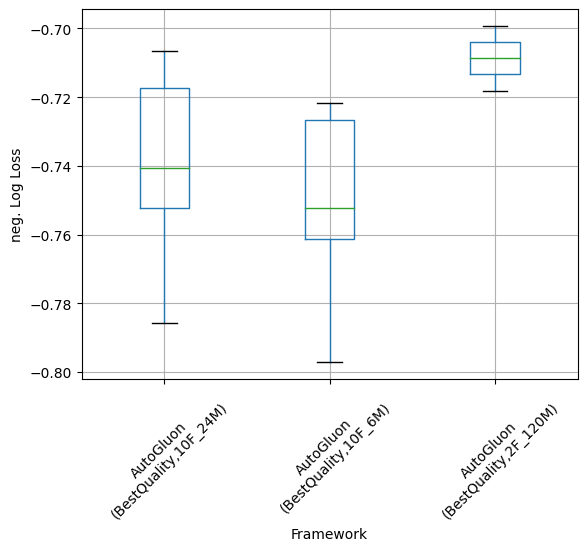 −0.70
−0.72
−0.74
−0.76
−0.78
−0.80
neg. Log Loss
AutoGluon
(BestQuality,10F_24M)
AutoGluon
(BestQuality,10F_6M)
AutoGluon
(BestQuality,2F_120M)
Framework